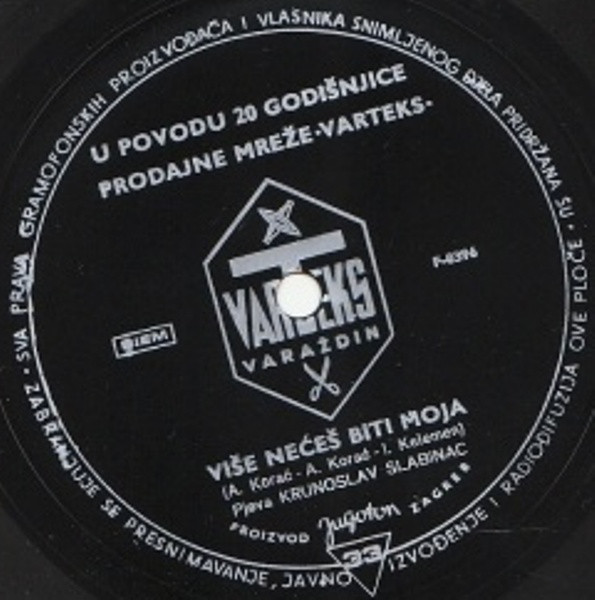 SVA PRAVA GRAMOFONSKIH PROIZVOĐAČA I VLASNIKA SNIMLJENOG DJELA PRIDRŽANA SU · ZABRANJUJE SE PRESNIMAVANJE, JAVNO IZVOĐENJE I RADIODIFUZIJA OVE PLOČE ·
U POVODU 20 GODIŠNJICE
PRODAJNE MREŽE·VARTEKS·
VARTEKS
VARAŽDIN
BIEM
VIŠE NEĆEŠ BITI MOJA
(A. Korać - A. Korać - I. Kelemen)
Pjeva KRUNOSLAV SLABINAC
PROIZVOD Jugoton ZAGREB
33